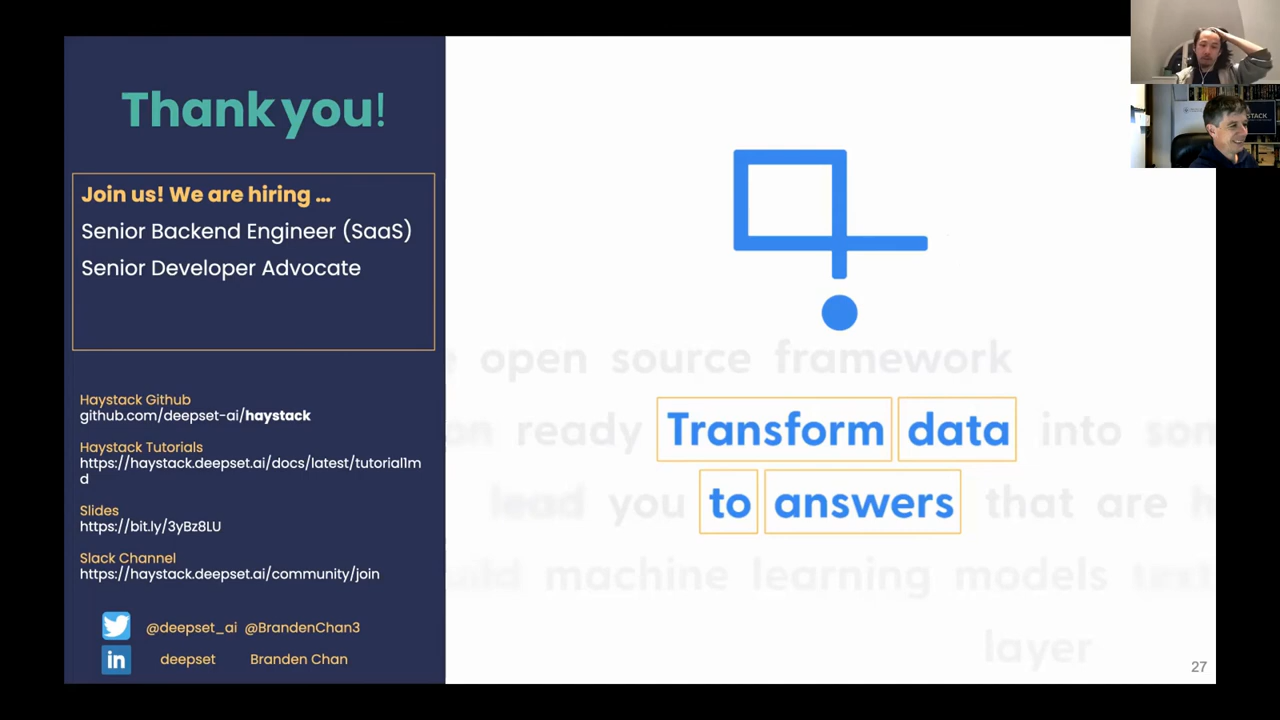 Thank you!
Join us! We are hiring ...
Senior Backend Engineer (SaaS)
Senior Developer Advocate
Haystack Github
github.com/deepset-ai/haystack
Haystack Tutorials
https://haystack.deepset.ai/docs/latest/tutorial1m
d
Slides
https://bit.ly/3yBz8LU
Slack Channel
https://haystack.deepset.ai/community/join
@deepset_ai @BrandenChan3
in deepset Branden Chan
open source framework
ready Transform data into
lead you to answers that are
machine learning models text
layer
27